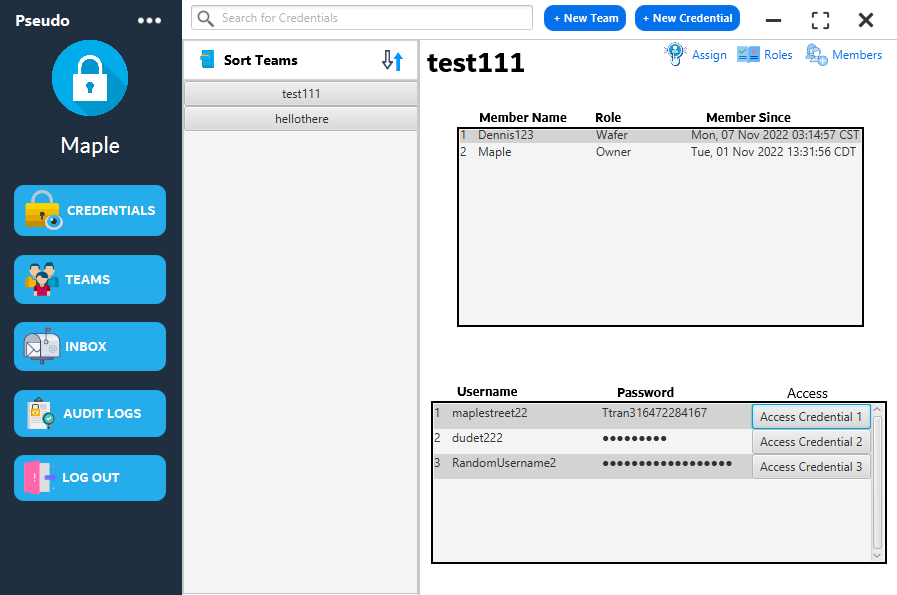 Pseudo
Maple
CREDENTIALS
TEAMS
INBOX
AUDIT LOGS
LOG OUT
Search for Credentials
+ New Team
+ New Credential
Sort Teams
test111
hellothere
test111
Assign
Roles
Members
Member Name Role Member Since
1 Dennis123 Wafer Mon, 07 Nov 2022 03:14:57 CST
2 Maple Owner Tue, 01 Nov 2022 13:31:56 CDT
Username Password Access
1 maplestreet22 Ttran316472284167 Access Credential 1
2 dudet222 ●●●●●●●●● Access Credential 2
3 RandomUsername2 ●●●●●●●●●●●●●●●●●● Access Credential 3